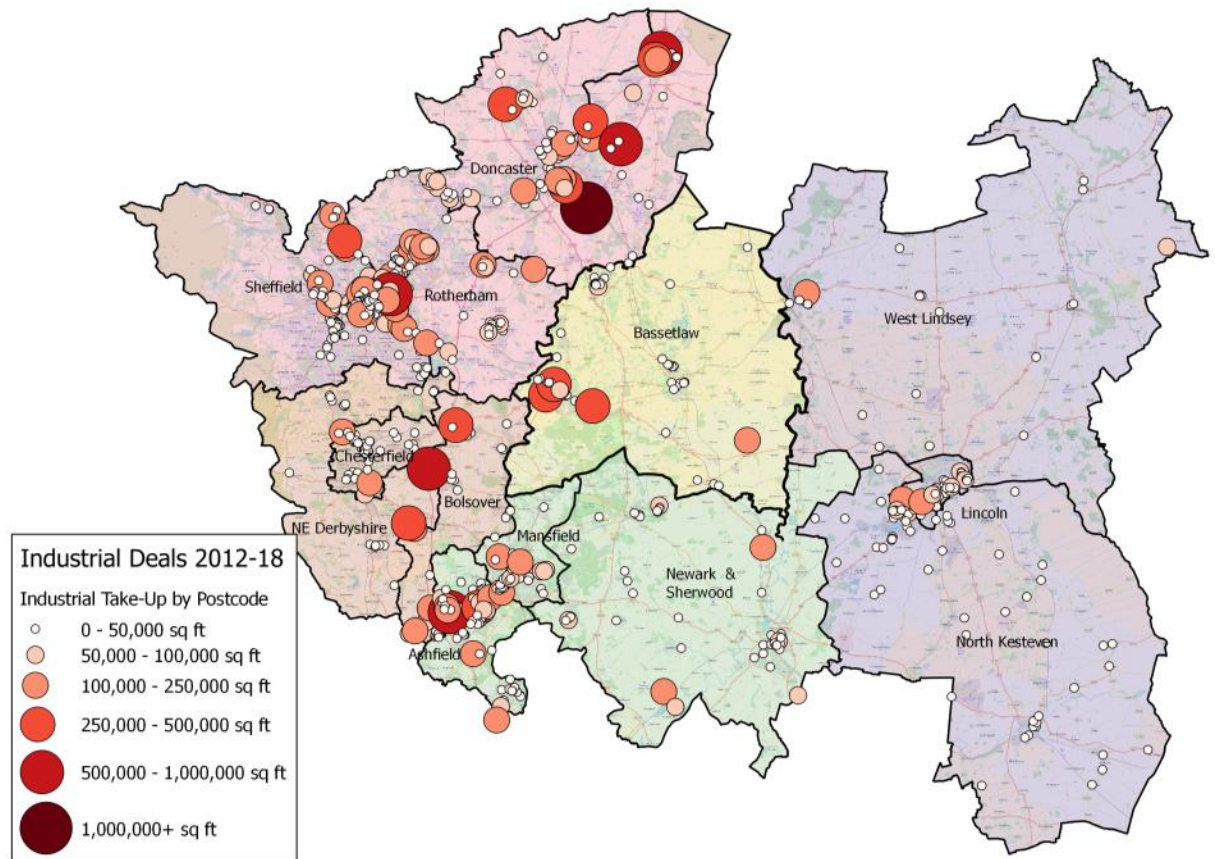 Doncaster
Sheffield
Rotherham
Bassetlaw
West Lindsey
Chesterfield
Bolsover
NE Derbyshire
Mansfield
Lincoln
Newark &
Sherwood
North Kesteven
Ashfield
Industrial Deals 2012-18
Industrial Take-Up by Postcode
0 - 50,000 sq ft
50,000 - 100,000 sq ft
100,000 - 250,000 sq ft
250,000 - 500,000 sq ft
500,000 - 1,000,000 sq ft
1,000,000+ sq ft